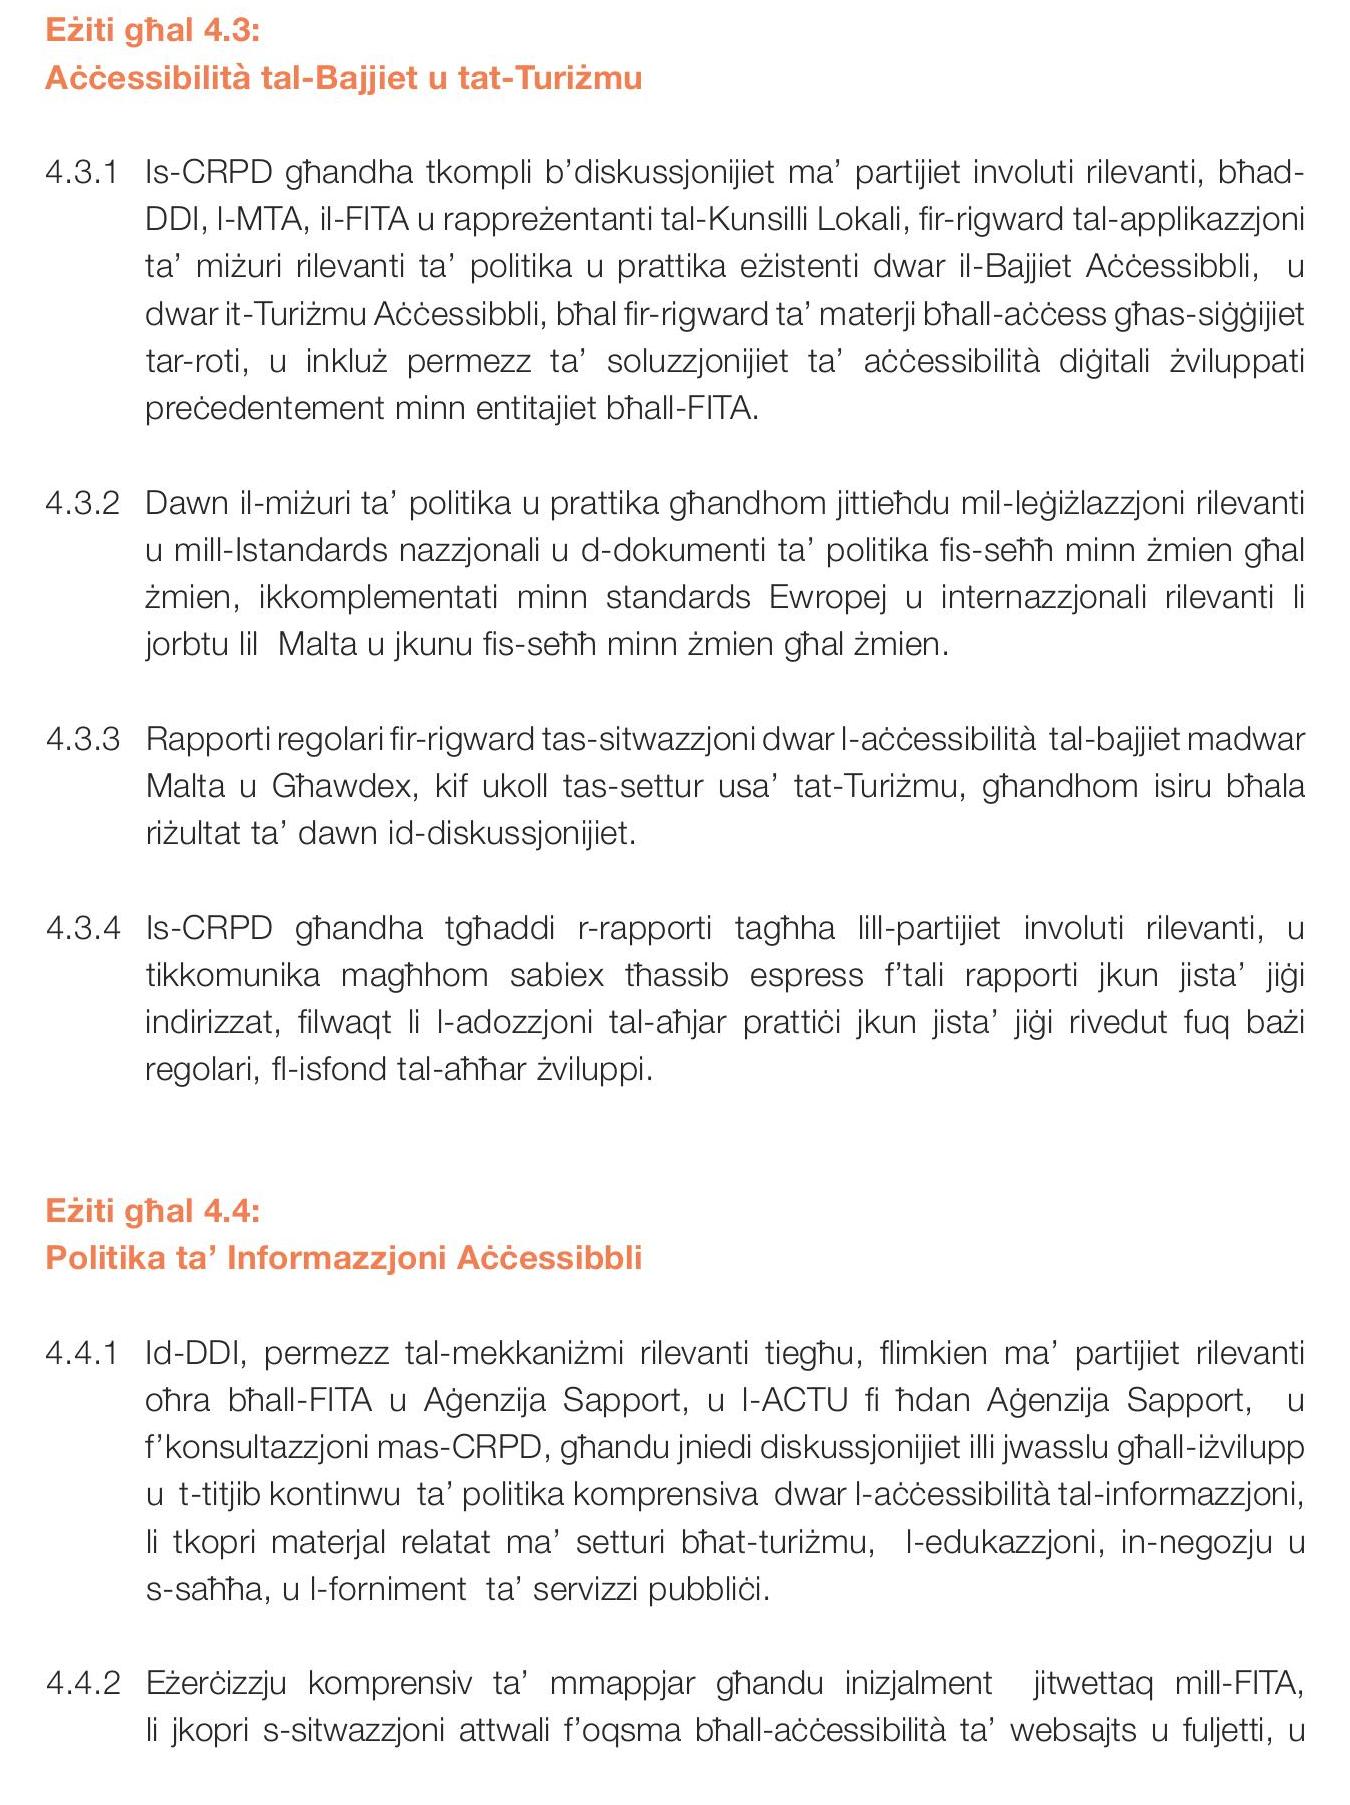 Eżiti għal 4.3:
Aċċessibilità tal-Bajjiet u tat-Turiżmu
4.3.1 Is-CRPD għandha tkompli b’diskussjonijiet ma’ partijiet involuti rilevanti, bħad-
DDI, l-MTA, il-FITA u rappreżentanti tal-Kunsilli Lokali, fir-rigward tal-applikazzjoni
ta’ miżuri rilevanti ta’ politika u prattika eżistenti dwar il-Bajjiet Aċċessibbli, u
dwar it-Turiżmu Aċċessibbli, bħal fir-rigward ta’ materji bħall-aċċess għas-siġġijiet
tar-roti, u inkluż permezz ta’ soluzzjonijiet ta’ aċċessibilità diġitali żviluppati
preċedentement minn entitajiet bħall-FITA.
4.3.2 Dawn il-miżuri ta’ politika u prattika għandhom jittieħdu mil-leġiżlazzjoni rilevanti
u mill-Istandards nazzjonali u d-dokumenti ta’ politika fis-seħħ minn żmien għal
żmien, ikkomplementati minn standards Ewropej u internazzjonali rilevanti li
jorbtu lil Malta u jkunu fis-seħħ minn żmien għal żmien.
4.3.3 Rapporti regolari fir-rigward tas-sitwazzjoni dwar l-aċċessibilità tal-bajjiet madwar
Malta u Għawdex, kif ukoll tas-settur usa’ tat-Turiżmu, għandhom isiru bħala
riżultat ta’ dawn id-diskussjonijiet.
4.3.4 Is-CRPD għandha tgħaddi r-rapporti tagħha lill-partijiet involuti rilevanti, u
tikkomunika magħhom sabiex tħassib espress f’tali rapporti jkun jista’ jiġi
indirizzat, filwaqt li l-adozzjoni tal-aħjar prattiċi jkun jista’ jiġi rivedut fuq bażi
regolari, fl-isfond tal-aħħar żviluppi.
Eżiti għal 4.4:
Politika ta’ Informazzjoni Aċċessibbli
4.4.1 Id-DDI, permezz tal-mekkaniżmi rilevanti tiegħu, flimkien ma’ partijiet rilevanti
oħra bħall-FITA u Aġenzija Sapport, u l-ACTU fi ħdan Aġenzija Sapport, u
f’konsultazzjoni mas-CRPD, għandu jniedi diskussjonijiet illi jwasslu għall-iżvilupp
u t-titjib kontinwu ta’ politika komprensiva dwar l-aċċessibilità tal-informazzjoni,
li tkopri materjal relatat ma’ setturi bħat-turiżmu, l-edukazzjoni, in-negozju u
s-saħħa, u l-forniment ta’ servizzi pubbliċi.
4.4.2 Eżerċizzju komprensiv ta’ mmappjar għandu inizjalment jitwettaq mill-FITA,
li jkopri s-sitwazzjoni attwali f’oqsma bħall-aċċessibilità ta’ websajts u fuljetti, u